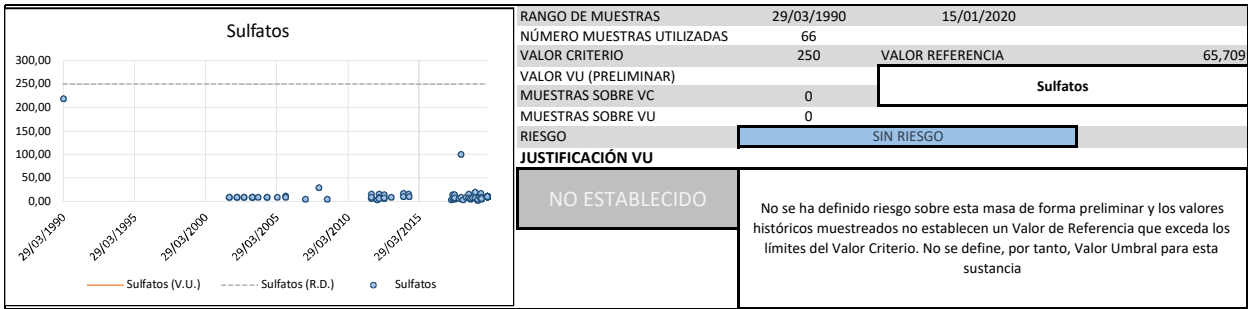 Sulfatos
300,00
250,00
200,00
150,00
100,00
50,00
0,00
29/03/1990
29/03/1995
29/03/2000
29/03/2005
29/03/2010
29/03/2015
Sulfatos (V.U.) Sulfatos (R.D.) Sulfatos
RANGO DE MUESTRAS 29/03/1990 15/01/2020
NÚMERO MUESTRAS UTILIZADAS 66
VALOR CRITERIO 250 VALOR REFERENCIA 65,709
VALOR VU (PRELIMINAR)
Sulfatos
MUESTRAS SOBRE VC 0
MUESTRAS SOBRE VU 0
RIESGO SIN RIESGO
JUSTIFICACIÓN VU
NO ESTABLECIDO
No se ha definido riesgo sobre esta masa de forma preliminar y los valores
históricos muestreados no establecen un Valor de Referencia que exceda los
límites del Valor Criterio. No se define, por tanto, Valor Umbral para esta
sustancia